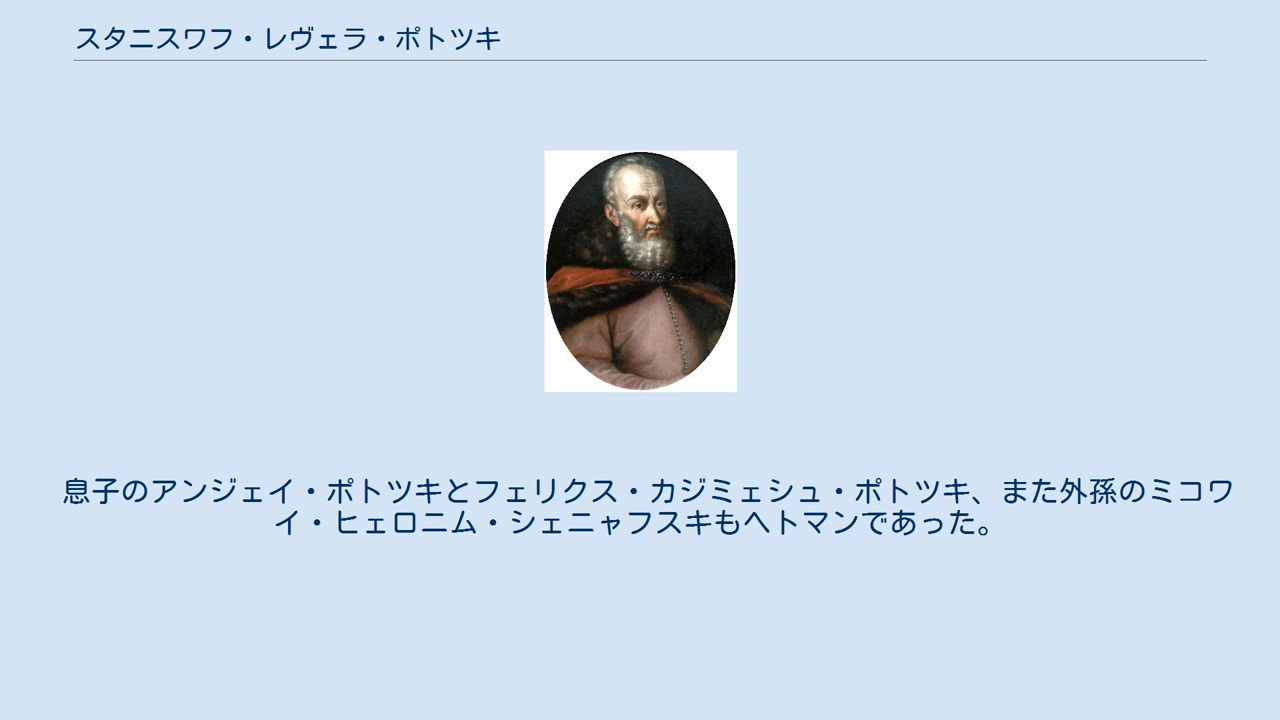 スタニスワフ・レヴェラ・ポトツキ
息子のアンジェイ・ポトツキとフェリクス・カジミェシュ・ポトツキ、また外孫のミコワ
イ・ヒェロニム・シェニャフスキもヘトマンであった。